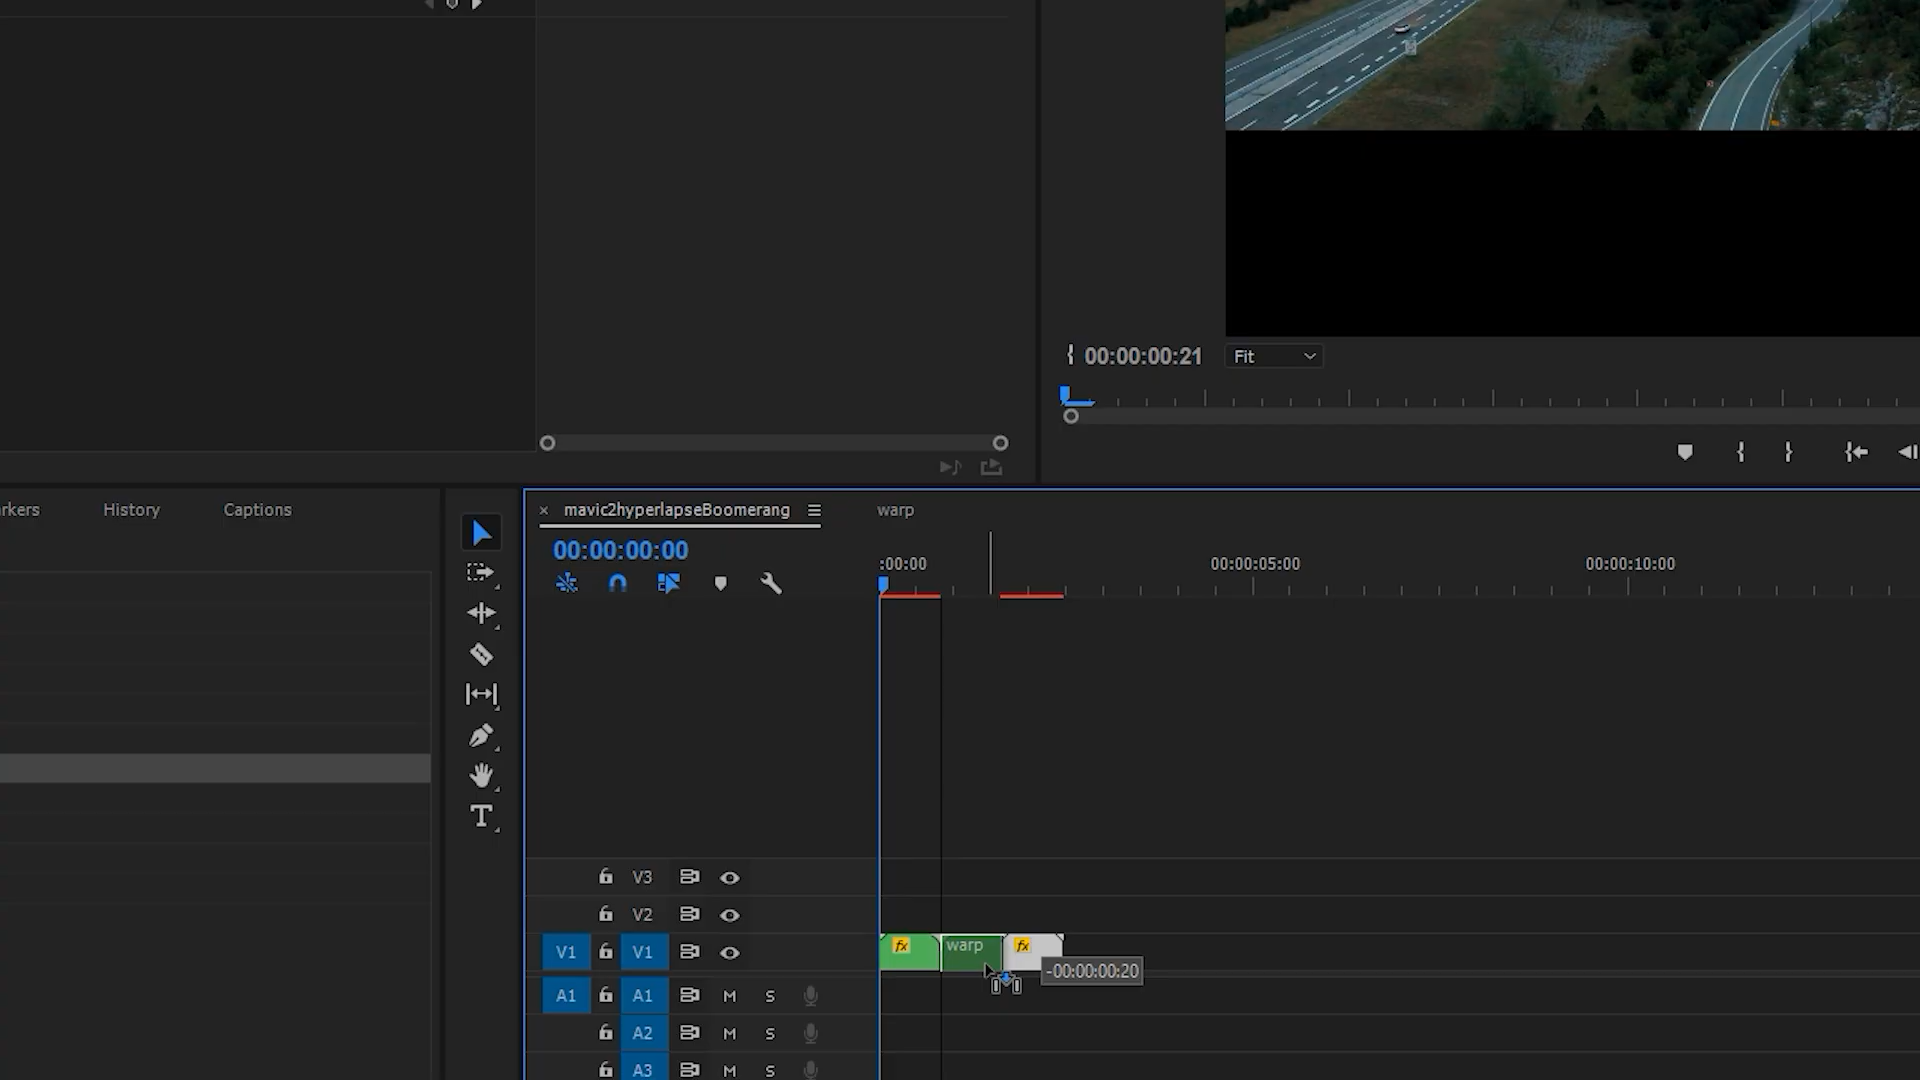 00:00:00:21 Fit
rkers History Captions
× mavic2hyperlapseBoomerang warp
00:00:00:00
:00:00 00:00:05:00 00:00:10:00
V3
V2
V1 V1
fx warp fx
-00:00:00:20
A1 A1 M S
A2 M S
A3 M S
T